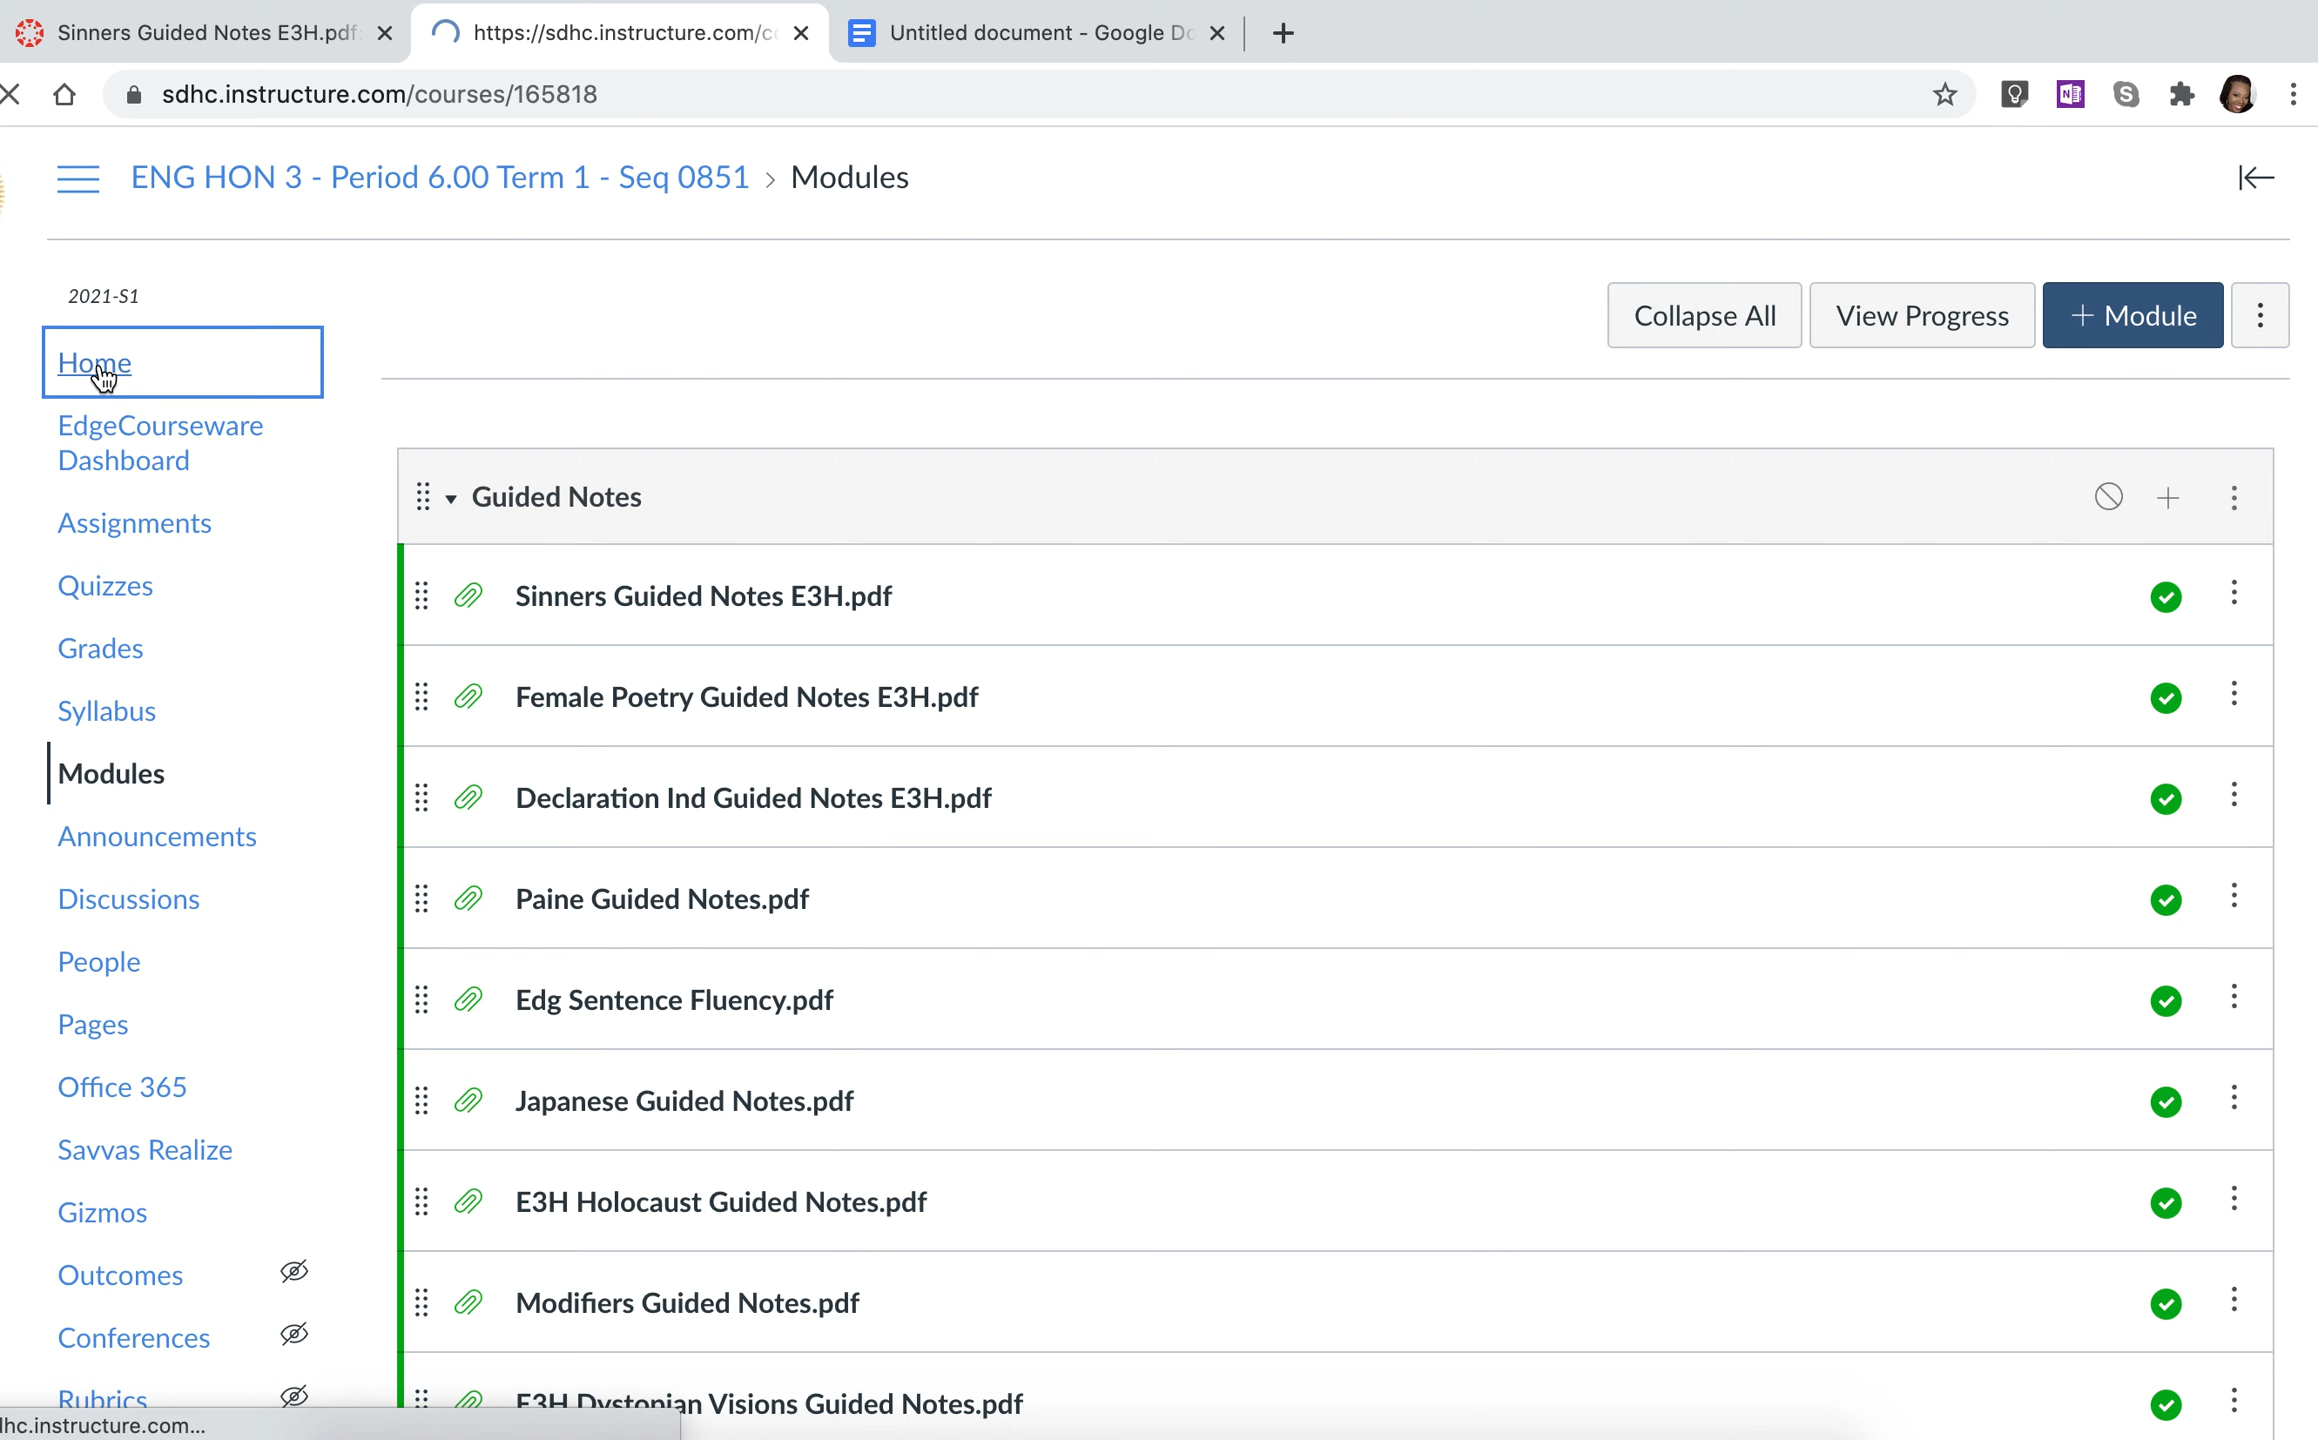 Sinners Guided Notes E3H.pdf
https://sdhc.instructure.com/c
Untitled document - Google Do
sdhc.instructure.com/courses/165818
ENG HON 3 - Period 6.00 Term 1 - Seq 0851 > Modules
2021-S1
Collapse All
View Progress
+ Module
Home
EdgeCourseware
Dashboard
Assignments
Quizzes
Grades
Syllabus
Modules
Announcements
Discussions
People
Pages
Office 365
Savvas Realize
Gizmos
Outcomes
Conferences
Rubrics
Guided Notes
Sinners Guided Notes E3H.pdf
Female Poetry Guided Notes E3H.pdf
Declaration Ind Guided Notes E3H.pdf
Paine Guided Notes.pdf
Edg Sentence Fluency.pdf
Japanese Guided Notes.pdf
E3H Holocaust Guided Notes.pdf
Modifiers Guided Notes.pdf
E3H Dystopian Visions Guided Notes.pdf
dhc.instructure.com...